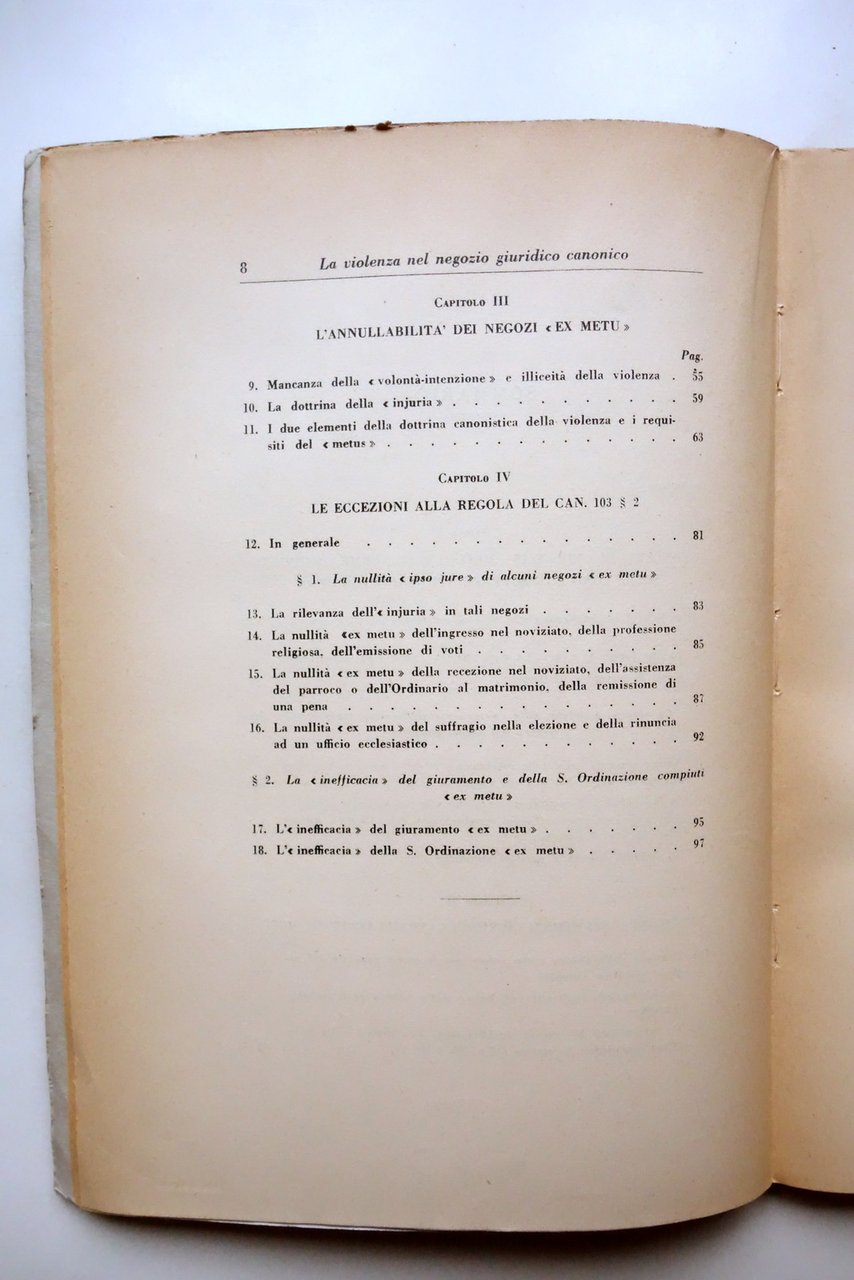 8 La violenza nel negozio giuridico canonico
CAPITOLO III
L'ANNULLABILITA' DEI NEGOZI « EX METU »
Pag.
9. Mancanza della « volontà-intenzione » e illiceità della violenza . 55
10. La dottrina della « injuria » . . . . . . . . . . . 59
11. I due elementi della dottrina canonistica della violenza e i requi-
siti del « metus » . . . . . . . . . . . . . . 63
CAPITOLO IV
LE ECCEZIONI ALLA REGOLA DEL CAN. 103 § 2
12. In generale . . . . . . . . . . . . . . . 81
§ 1. La nullità « ipso jure » di alcuni negozi « ex metu »
13. La rilevanza dell'« injuria » in tali negozi . . . . . . . 83
14. La nullità «ex metu » dell'ingresso nel noviziato, della professione
religiosa, dell'emissione di voti . . . . . . . . . . 85
15. La nullità « ex metu » della recezione nel noviziato, dell'assistenza
del parroco o dell'Ordinario al matrimonio, della remissione di
una pena . . . . . . . . . . . . . . . . 87
16. La nullità « ex metu » del suffragio nella elezione e della rinuncia
ad un ufficio ecclesiastico . . . . . . . . . . . . 92
§ 2. La « inefficacia » del giuramento e della S. Ordinazione compiuti
« ex metu »
17. L'« inefficacia » del giuramento « ex metu » . . . . . . . 95
18. L'« inefficacia » della S. Ordinazione « ex metu » . . . . . 97